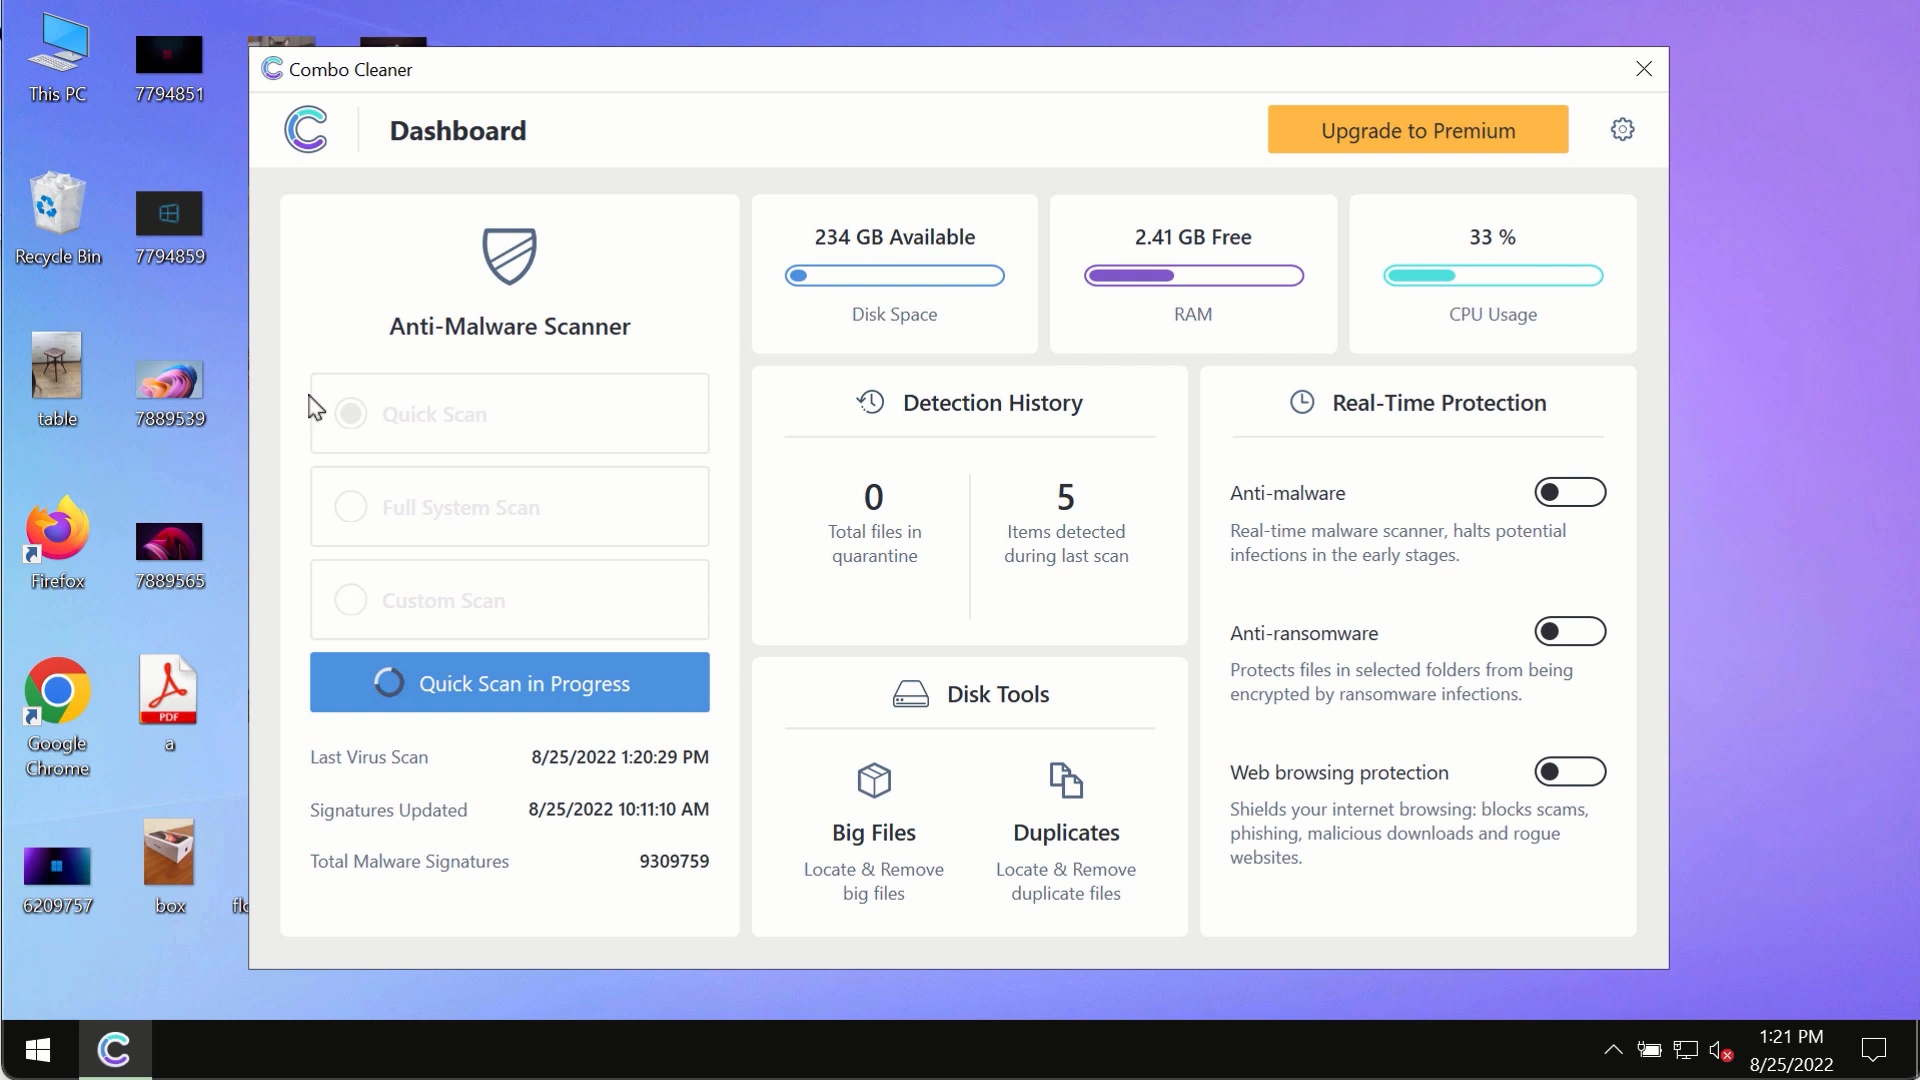 This PC
7794851
Recycle Bin
7794859
table
7889539
Firefox
7889565
Google
Chrome
PDF
a
6209757
box
Combo Cleaner
Dashboard
Upgrade to Premium
Anti-Malware Scanner
Quick Scan
Full System Scan
Custom Scan
Quick Scan in Progress
Last Virus Scan 8/25/2022 1:20:29 PM
Signatures Updated 8/25/2022 10:11:10 AM
Total Malware Signatures 9309759
234 GB Available
Disk Space
2.41 GB Free
RAM
33 %
CPU Usage
Detection History
0
Total files in
quarantine
5
Items detected
during last scan
Disk Tools
Big Files
Locate & Remove
big files
Duplicates
Locate & Remove
duplicate files
Real-Time Protection
Anti-malware
Real-time malware scanner, halts potential
infections in the early stages.
Anti-ransomware
Protects files in selected folders from being
encrypted by ransomware infections.
Web browsing protection
Shields your internet browsing: blocks scams,
phishing, malicious downloads and rogue
websites.
1:21 PM
8/25/2022